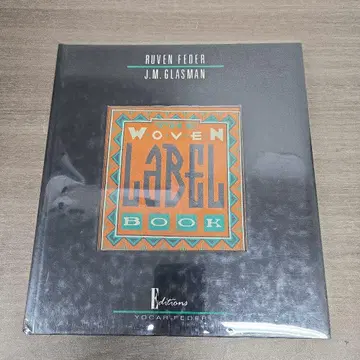 RUVEN FEDER
J.M. GLASMAN
WOVEN
LABEL
BOOK
Editions
YOCAR FEDER